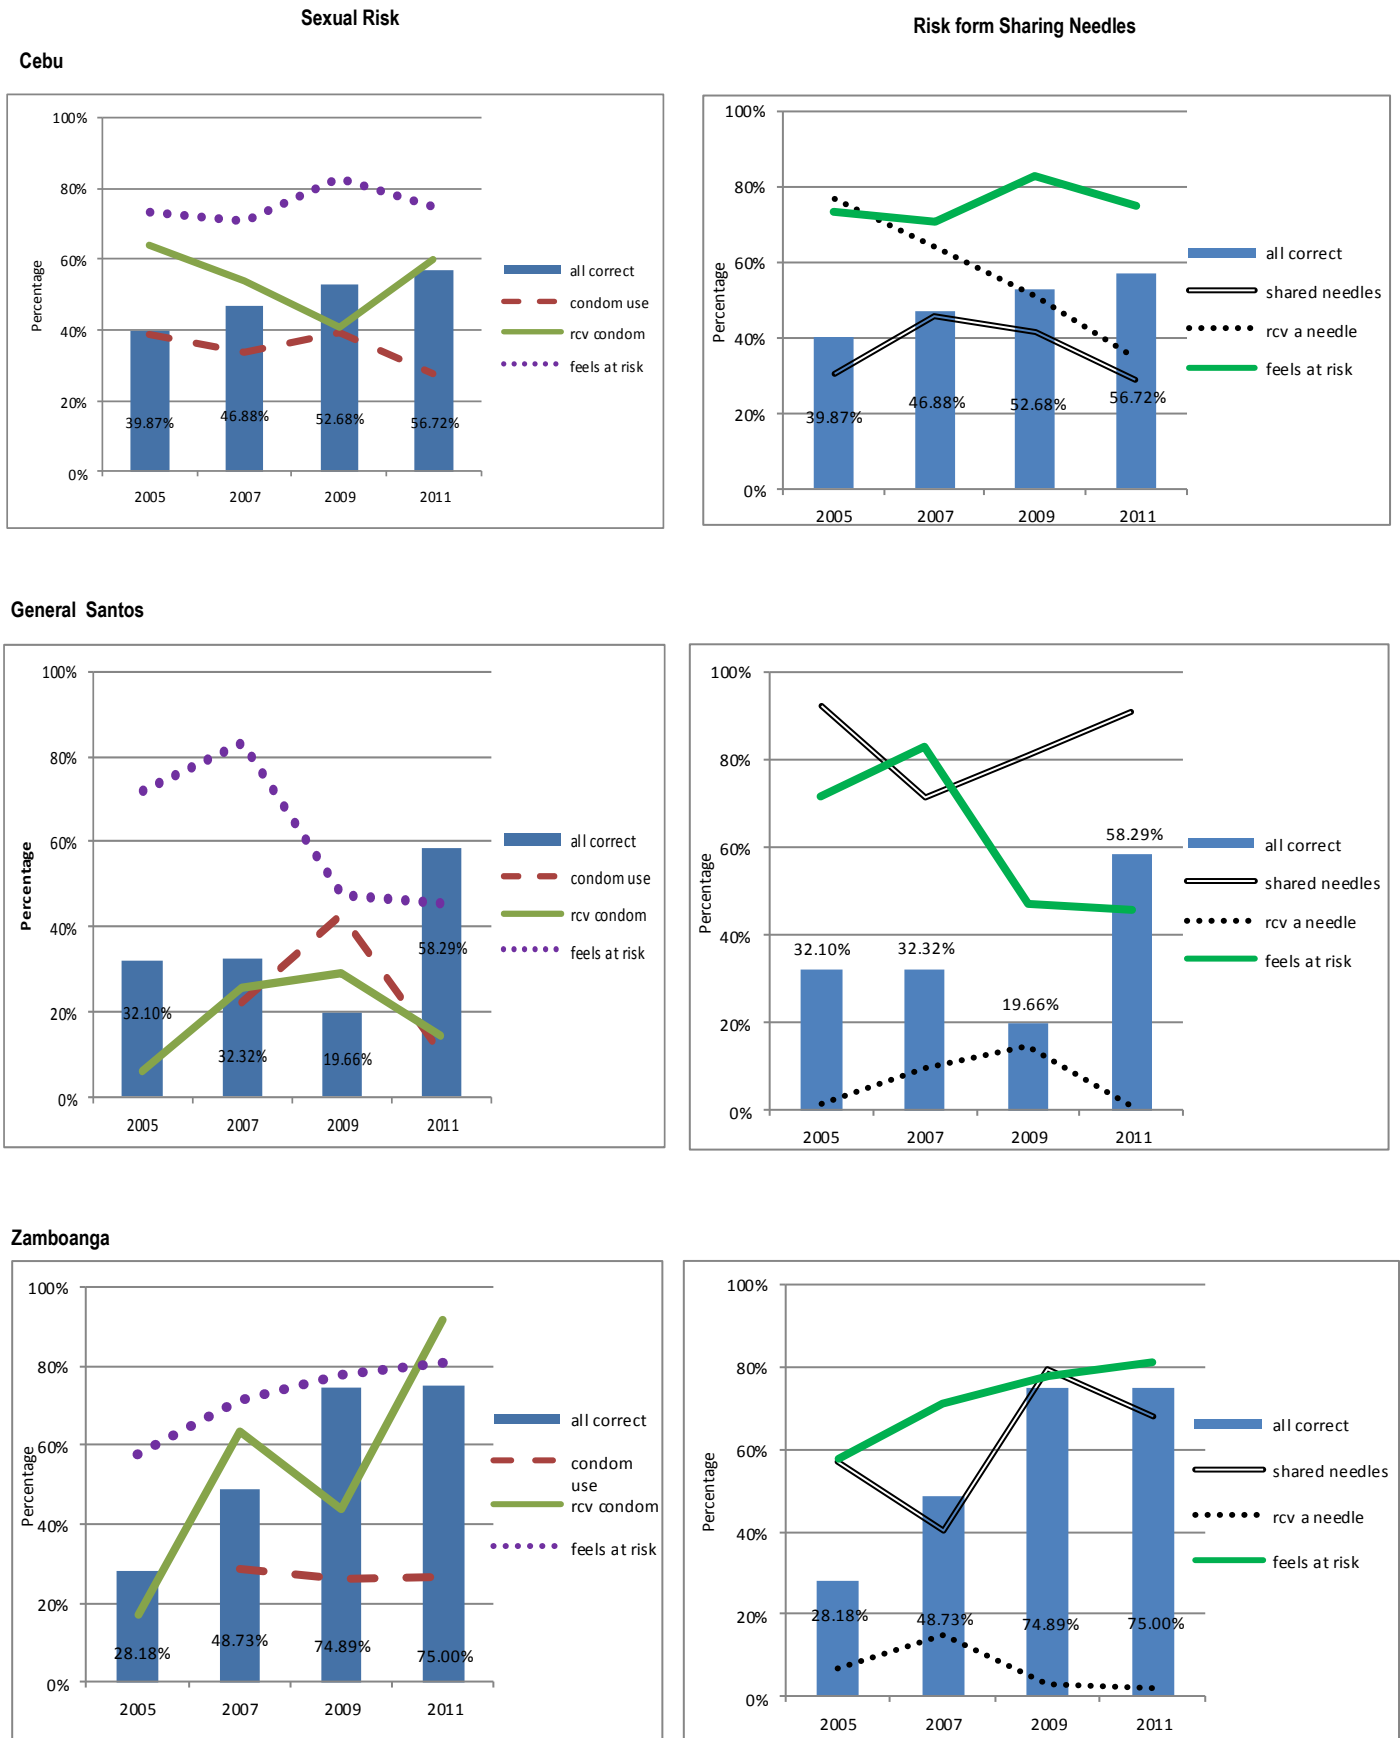 Sexual Risk
Risk form Sharing Needles
Cebu
100%
80%
60%
40%
20%
0%
Percentage
39.87%
46.88%
52.68%
56.72%
2005
2007
2009
2011
all correct
condom use
rcv condom
feels at risk
100%
80%
60%
40%
20%
0%
Percentage
39.87%
46.88%
52.68%
56.72%
2005
2007
2009
2011
all correct
shared needles
rcv a needle
feels at risk
General Santos
100%
80%
60%
40%
20%
0%
Percentage
32.10%
32.32%
19.66%
58.29%
2005
2007
2009
2011
all correct
condom use
rcv condom
feels at risk
100%
80%
60%
40%
20%
0%
Percentage
32.10%
32.32%
19.66%
58.29%
2005
2007
2009
2011
all correct
shared needles
rcv a needle
feels at risk
Zamboanga
100%
80%
60%
40%
20%
0%
Percentage
28.18%
48.73%
74.89%
75.00%
2005
2007
2009
2011
all correct
condom
use
rcv condom
feels at risk
100%
80%
60%
40%
20%
0%
Percentage
28.18%
48.73%
74.89%
75.00%
2005
2007
2009
2011
all correct
shared needles
rcv a needle
feels at risk